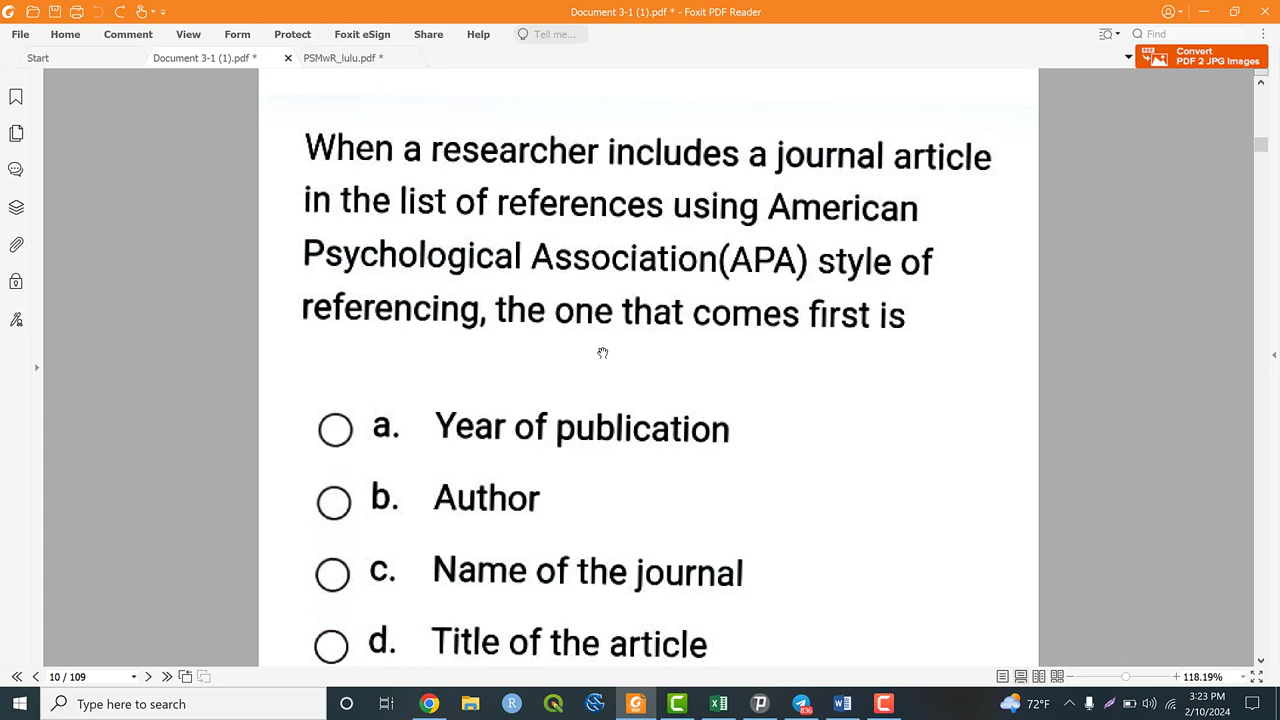 Document 3-1 (1).pdf * - Foxit PDF Reader
File Home Comment View Form Protect Foxit eSign Share Help Tell me... Find
Start Document 3-1 (1).pdf * PSMwR_lulu.pdf * Convert
PDF 2 JPG Images
When a researcher includes a journal article
in the list of references using American
Psychological Association(APA) style of
referencing, the one that comes first is
a. Year of publication
b. Author
c. Name of the journal
d. Title of the article
10 / 109 118.19%
Type here to search 836 72°F 3:23 PM
2/10/2024